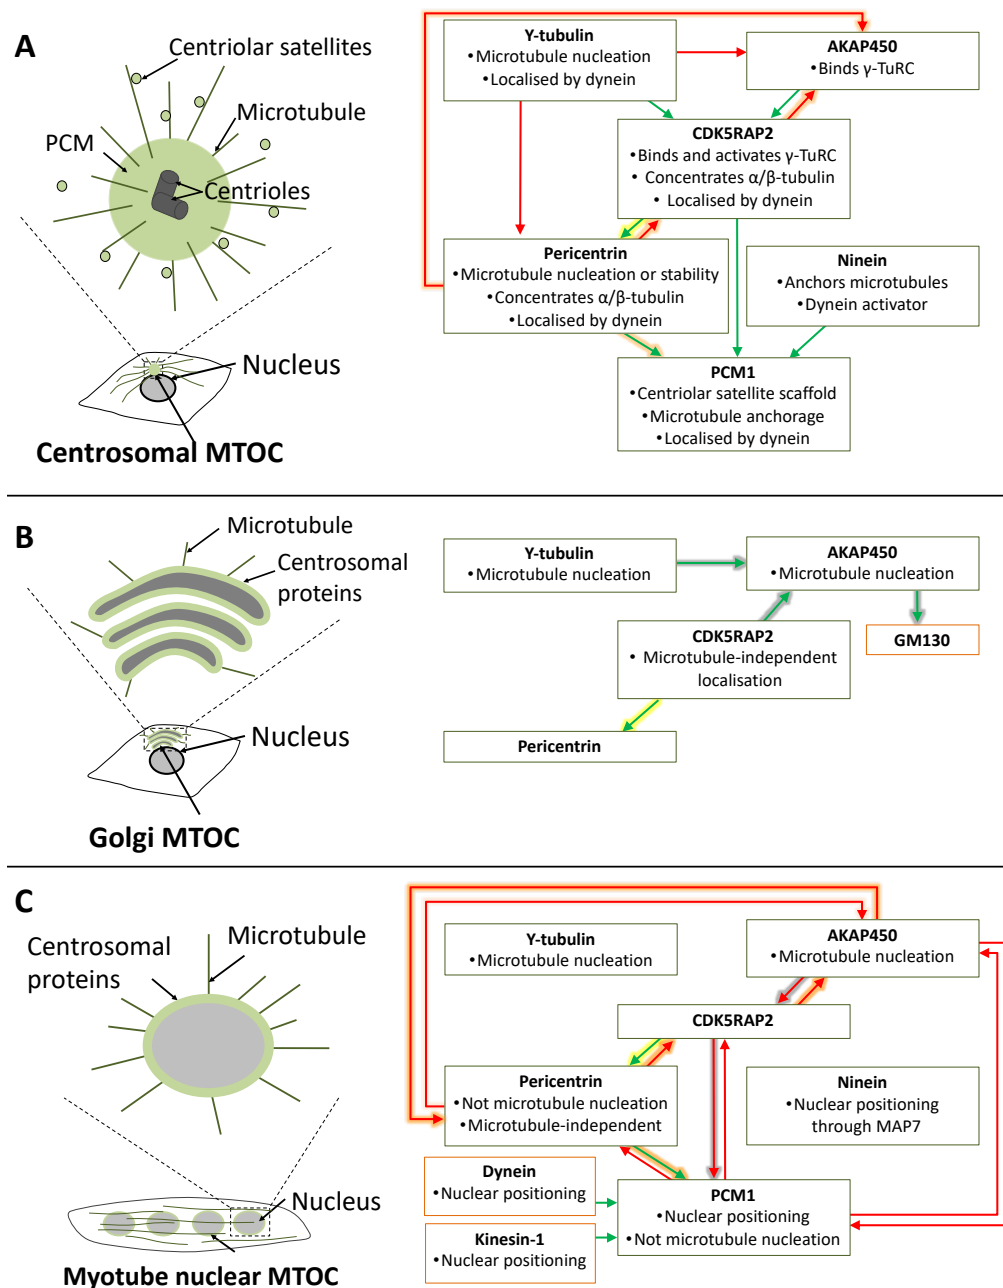 A
Centriolar satellites
Microtubule
PCM
Centrioles
Nucleus
Centrosomal MTOC
Y-tubulin
•Microtubule nucleation
•Localised by dynein
AKAP450
•Binds γ-TuRC
CDK5RAP2
•Binds and activates γ-TuRC
•Concentrates α/β-tubulin
•Localised by dynein
Pericentrin
•Microtubule nucleation or stability
•Concentrates α/β-tubulin
•Localised by dynein
Ninein
•Anchors microtubules
•Dynein activator
PCM1
•Centriolar satellite scaffold
•Microtubule anchorage
•Localised by dynein
B
Microtubule
Centrosomal
proteins
Nucleus
Golgi MTOC
Y-tubulin
•Microtubule nucleation
AKAP450
•Microtubule nucleation
CDK5RAP2
•Microtubule-independent
localisation
GM130
Pericentrin
C
Microtubule
Centrosomal
proteins
Nucleus
Myotube nuclear MTOC
Y-tubulin
•Microtubule nucleation
AKAP450
•Microtubule nucleation
CDK5RAP2
Pericentrin
•Not microtubule nucleation
•Microtubule-independent
Ninein
•Nuclear positioning
through MAP7
Dynein
•Nuclear positioning
Kinesin-1
•Nuclear positioning
PCM1
•Nuclear positioning
•Not microtubule nucleation